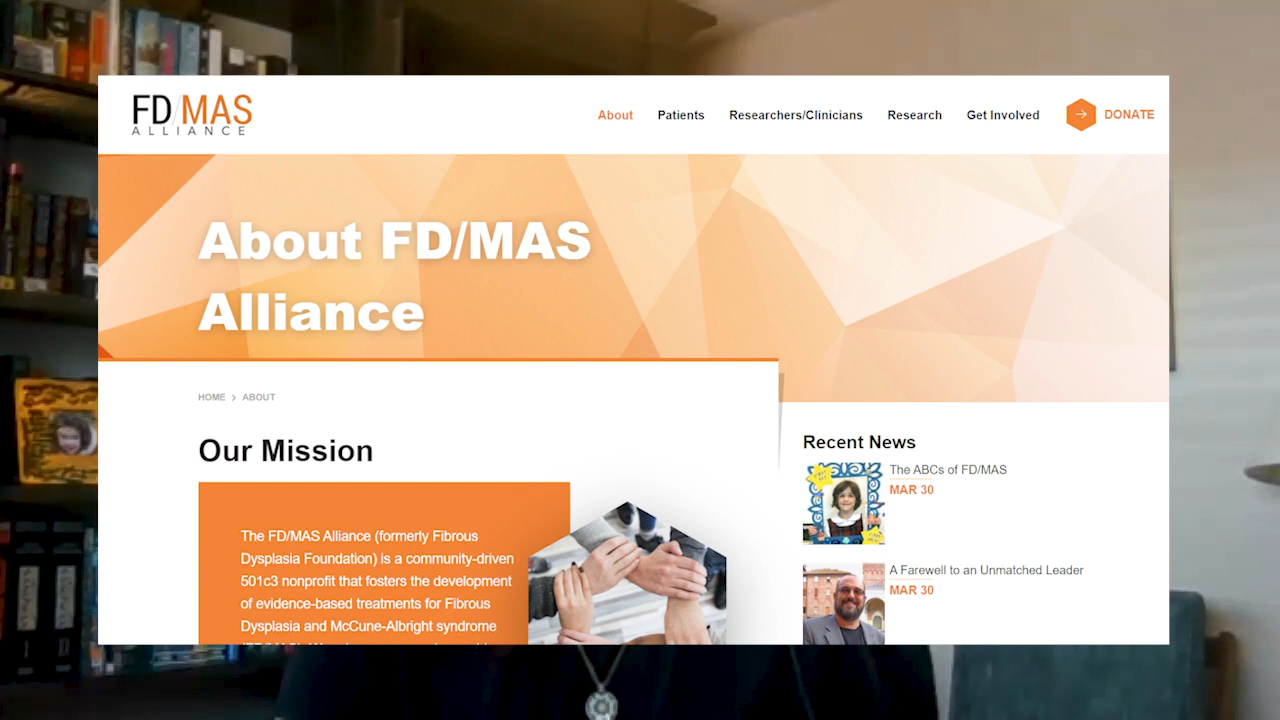 FD/MAS
ALLIANCE
About
Patients
Researchers/Clinicians
Research
Get Involved
DONATE
About FD/MAS
Alliance
HOME > ABOUT
Our Mission
The FD/MAS Alliance (formerly Fibrous
Dysplasia Foundation) is a community-driven
501c3 nonprofit that fosters the development
of evidence-based treatments for Fibrous
Dysplasia and McCune-Albright syndrome
Recent News
The ABCs of FD/MAS
MAR 30
A Farewell to an Unmatched Leader
MAR 30